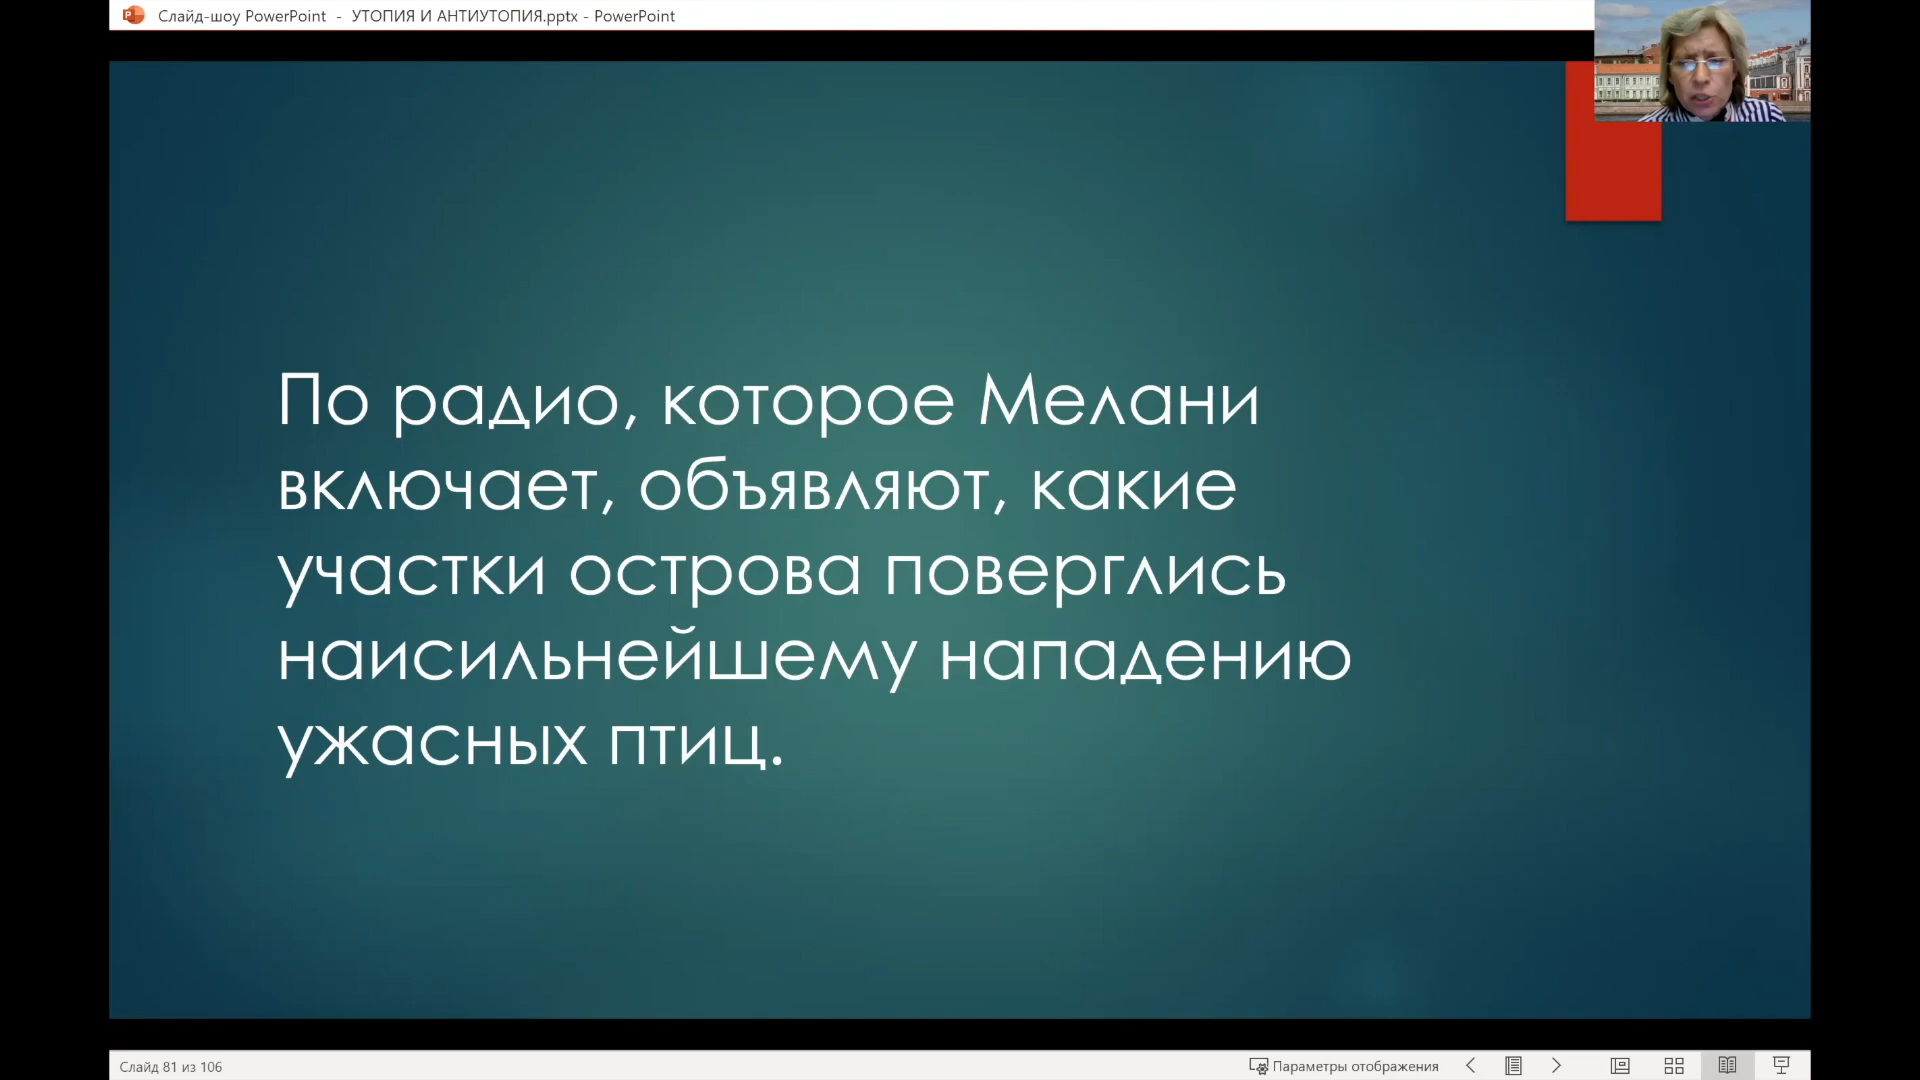 Слайд-шоу PowerPoint - УТОПИЯ И АНТИУТОПИЯ.pptx - PowerPoint
По радио, которое Мелани
включает, объявляют, какие
участки острова поверглись
наисильнейшему нападению
ужасных птиц.
Слайд 81 из 106
Параметры отображения